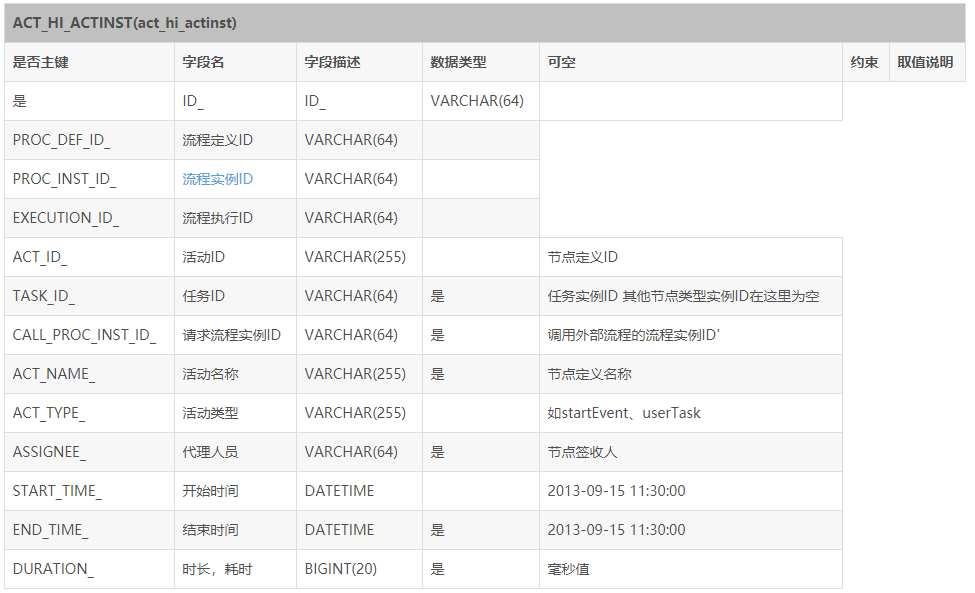 ACT_HI_ACTINST(act_hi_actinst)
是否主键 字段名 字段描述 数据类型 可空 约束 取值说明
是 ID_ ID_ VARCHAR(64)
PROC_DEF_ID_ 流程定义ID VARCHAR(64)
PROC_INST_ID_ 流程实例ID VARCHAR(64)
EXECUTION_ID_ 流程执行ID VARCHAR(64)
ACT_ID_ 活动ID VARCHAR(255) 节点定义ID
TASK_ID_ 任务ID VARCHAR(64) 是 任务实例ID 其他节点类型实例ID在这里为空
CALL_PROC_INST_ID_ 请求流程实例ID VARCHAR(64) 是 调用外部流程的流程实例ID'
ACT_NAME_ 活动名称 VARCHAR(255) 是 节点定义名称
ACT_TYPE_ 活动类型 VARCHAR(255) 如startEvent、userTask
ASSIGNEE_ 代理人员 VARCHAR(64) 是 节点签收人
START_TIME_ 开始时间 DATETIME 2013-09-15 11:30:00
END_TIME_ 结束时间 DATETIME 是 2013-09-15 11:30:00
DURATION_ 时长，耗时 BIGINT(20) 是 毫秒值